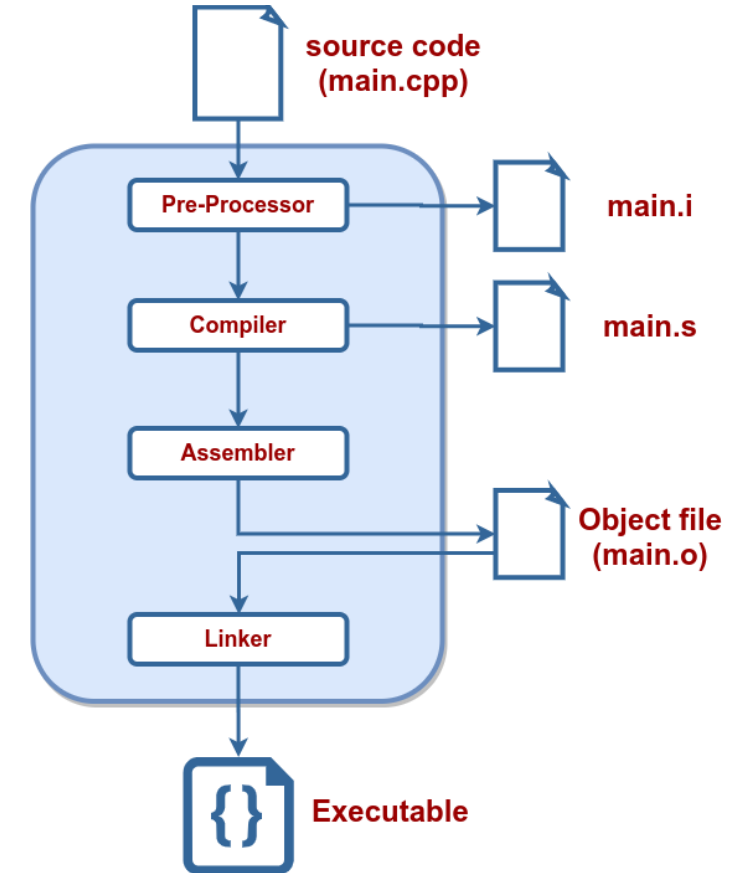 source code
(main.cpp)
Pre-Processor
main.i
Compiler
main.s
Assembler
Object file
(main.o)
Linker
{}
Executable